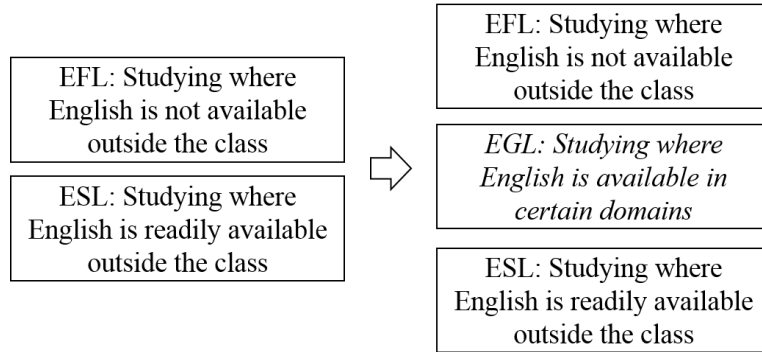 EFL: Studying where
English is not available
outside the class
ESL: Studying where
English is readily available
outside the class
EFL: Studying where
English is not available
outside the class
EGL: Studying where
English is available in
certain domains
ESL: Studying where
English is readily available
outside the class